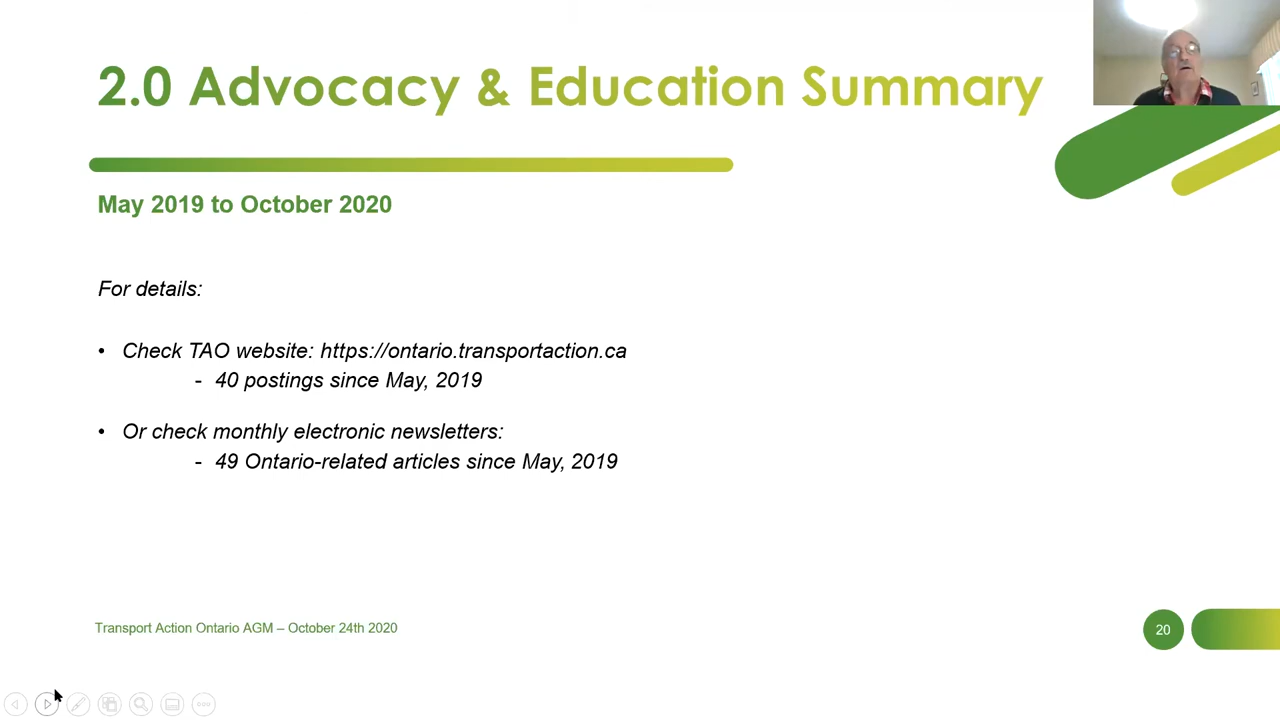 2.0 Advocacy & Education Summary
May 2019 to October 2020
For details:
• Check TAO website: https://ontario.transportaction.ca
- 40 postings since May, 2019
• Or check monthly electronic newsletters:
- 49 Ontario-related articles since May, 2019
Transport Action Ontario AGM – October 24th 2020
20